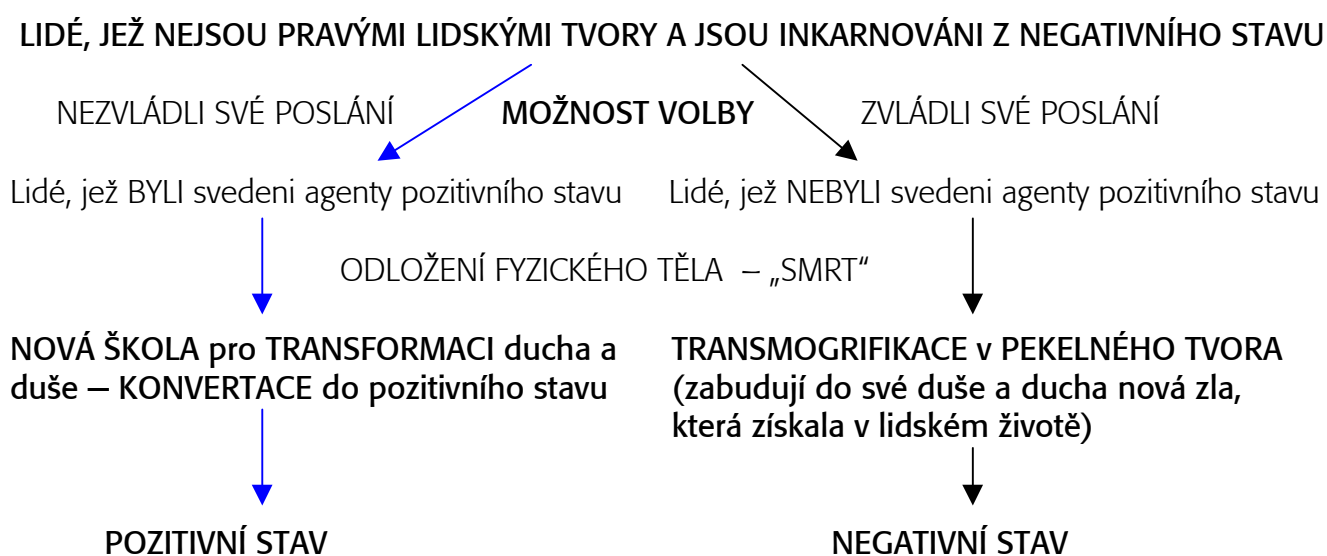 LIDÉ, JEŽ NEJSOU PRAVÝMI LIDSKÝMI TVORY A JSOU INKARNOVÁNI Z NEGATIVNÍHO STAVU
NEZVLÁDLI SVÉ POSLÁNÍ MOŽNOST VOLBY ZVLÁDLI SVÉ POSLÁNÍ
Lidé, jež BYLI svedeni agenty pozitivního stavu Lidé, jež NEBYLI svedeni agenty pozitivního stavu
ODLOŽENÍ FYZICKÉHO TĚLA – „SMRT“
NOVÁ ŠKOLA pro TRANSFORMACI ducha a
duše – KONVERTACE do pozitivního stavu
TRANSMOGRIFIKACE v PEKELNÉHO TVORA
(zabudují do své duše a ducha nová zla,
která získala v lidském životě)
POZITIVNÍ STAV NEGATIVNÍ STAV